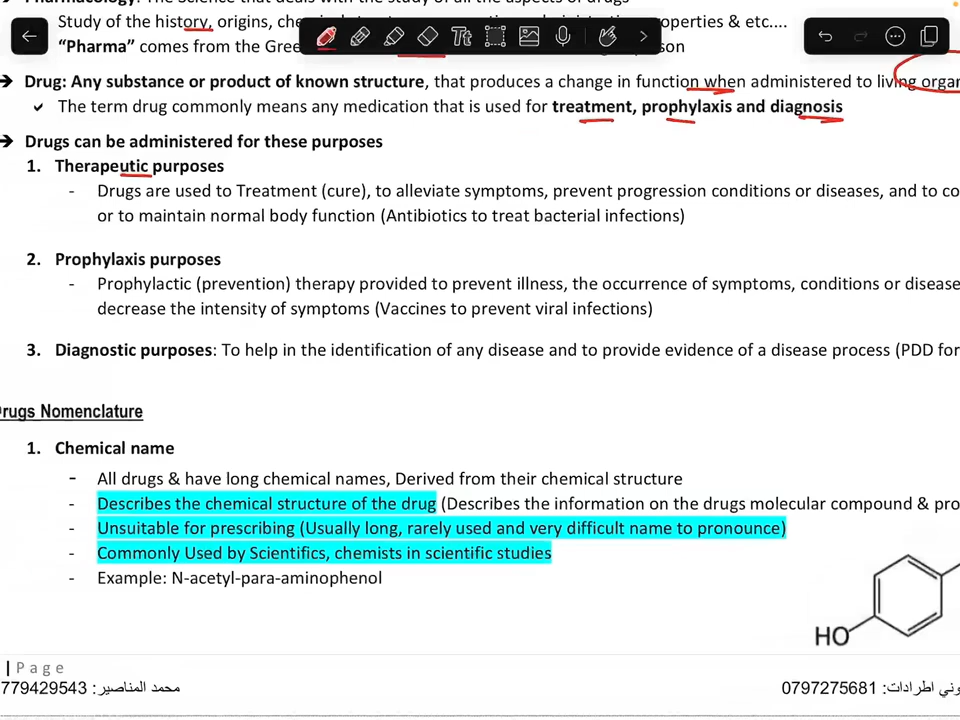 Study of the history, origins, operties & etc....
“Pharma” comes from the Gree son
➔ Drug: Any substance or product of known structure, that produces a change in function when administered to living organ
✓ The term drug commonly means any medication that is used for treatment, prophylaxis and diagnosis
➔ Drugs can be administered for these purposes
1. Therapeutic purposes
- Drugs are used to Treatment (cure), to alleviate symptoms, prevent progression conditions or diseases, and to co
or to maintain normal body function (Antibiotics to treat bacterial infections)
2. Prophylaxis purposes
- Prophylactic (prevention) therapy provided to prevent illness, the occurrence of symptoms, conditions or disease
decrease the intensity of symptoms (Vaccines to prevent viral infections)
3. Diagnostic purposes: To help in the identification of any disease and to provide evidence of a disease process (PDD for
Drugs Nomenclature
1. Chemical name
- All drugs & have long chemical names, Derived from their chemical structure
- Describes the chemical structure of the drug (Describes the information on the drugs molecular compound & pro
- Unsuitable for prescribing (Usually long, rarely used and very difficult name to pronounce)
- Commonly Used by Scientifics, chemists in scientific studies
- Example: N-acetyl-para-aminophenol
HO
| Page
محمد المناصير: 779429543
وني اطرادات: 0797275681